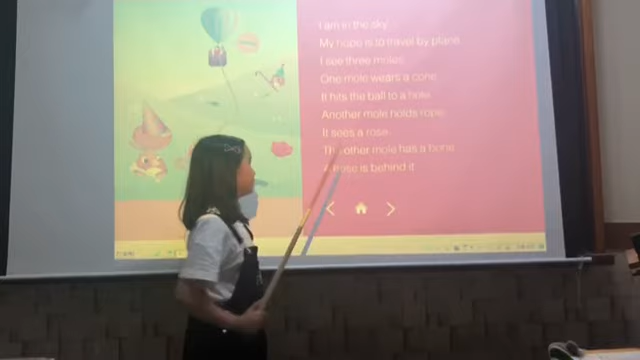 I am in the sky.
My hope is to travel by plane.
I see three moles.
One mole wears a cone.
It hits the ball to a hole.
Another mole holds rope.
It sees a rose.
The other mole has a bone.
is behind it.